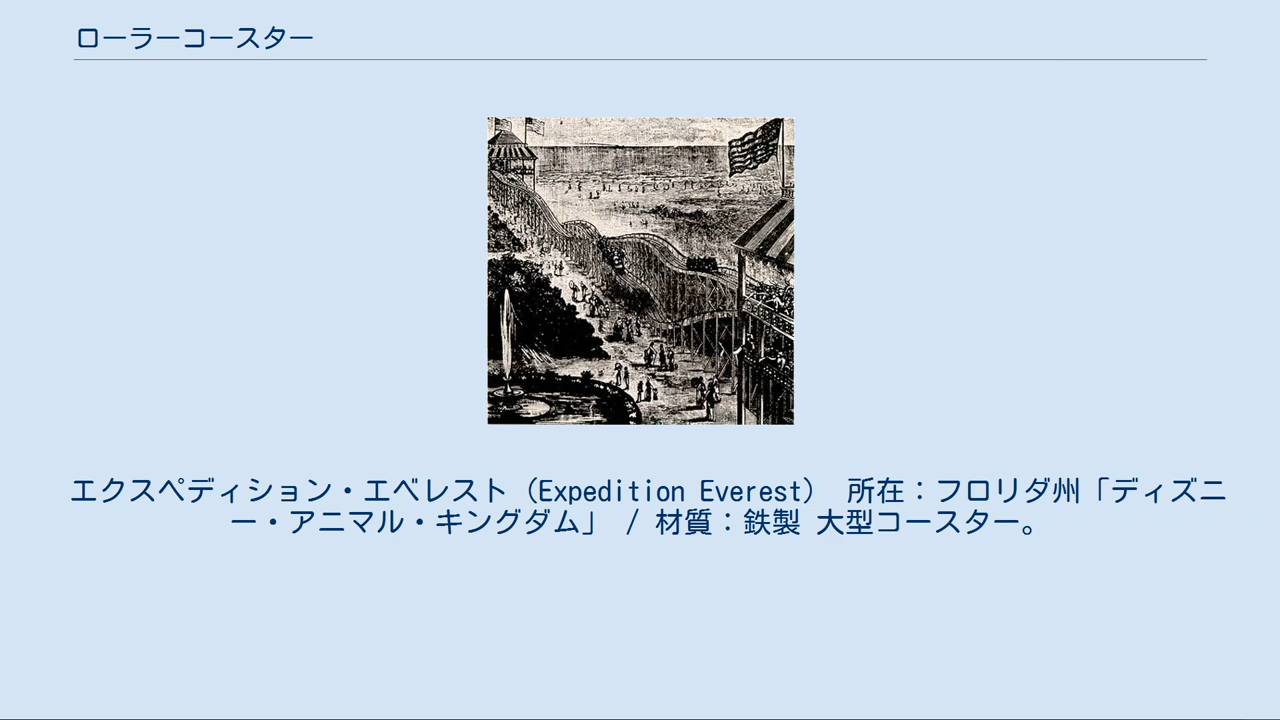 ローラーコースター
エクスペディション・エベレスト（Expedition Everest） 所在：フロリダ州「ディズニ
ー・アニマル・キングダム」 / 材質：鉄製 大型コースター。